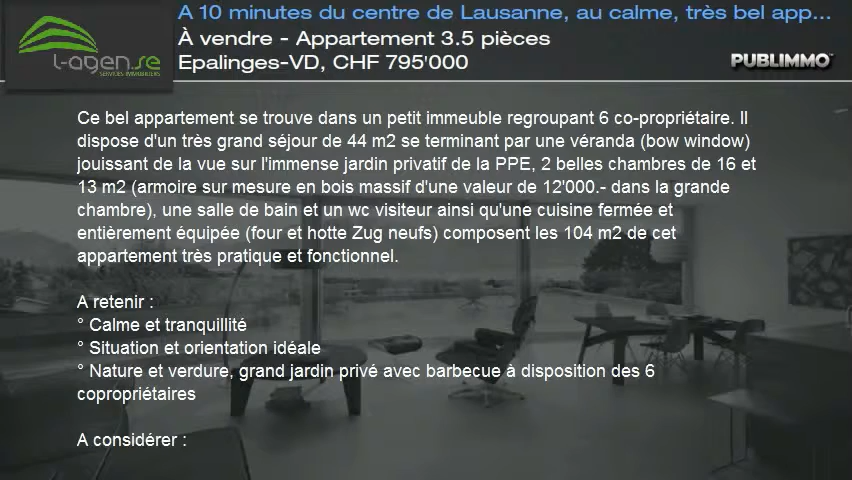 L-agen.se
SERVICES IMMOBILIERS
A 10 minutes du centre de Lausanne, au calme, très bel app...
À vendre - Appartement 3.5 pièces
Epalinges-VD, CHF 795'000
PUBLIMMO
Ce bel appartement se trouve dans un petit immeuble regroupant 6 co-propriétaire. Il
dispose d'un très grand séjour de 44 m2 se terminant par une véranda (bow window)
jouissant de la vue sur l'immense jardin privatif de la PPE, 2 belles chambres de 16 et
13 m2 (armoire sur mesure en bois massif d'une valeur de 12'000.- dans la grande
chambre), une salle de bain et un wc visiteur ainsi qu'une cuisine fermée et
entièrement équipée (four et hotte Zug neufs) composent les 104 m2 de cet
appartement très pratique et fonctionnel.
A retenir :
° Calme et tranquillité
° Situation et orientation idéale
° Nature et verdure, grand jardin privé avec barbecue à disposition des 6
copropriétaires
A considérer :